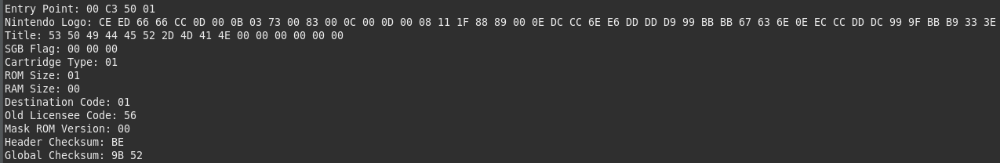 Entry Point: 00 C3 50 01
Nintendo Logo: CE ED 66 66 CC 0D 00 0B 03 73 00 83 00 0C 00 0D 00 08 11 1F 88 89 00 0E DC CC 6E E6 DD DD D9 99 BB BB 67 63 6E 0E EC CC DD DC 99 9F BB B9 33 3E
Title: 53 50 49 44 45 52 2D 4D 41 4E 00 00 00 00 00 00
SGB Flag: 00 00 00
Cartridge Type: 01
ROM Size: 01
RAM Size: 00
Destination Code: 01
Old Licensee Code: 56
Mask ROM Version: 00
Header Checksum: BE
Global Checksum: 9B 52